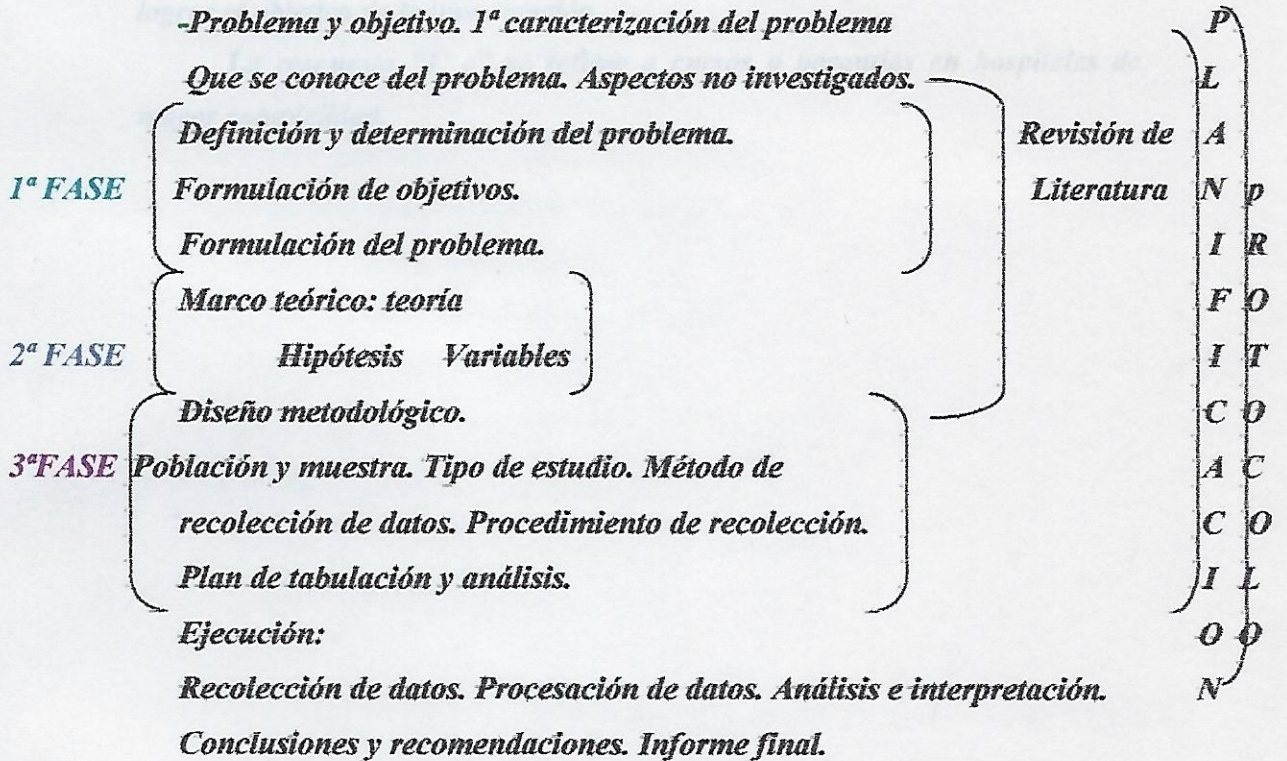 -Problema y objetivo. 1ª caracterización del problema
Que se conoce del problema. Aspectos no investigados.
Definición y determinación del problema.
1ª FASE Formulación de objetivos.
Formulación del problema.
Revisión de
Literatura
Marco teórico: teoría
2ª FASE Hipótesis Variables
Diseño metodológico.
3ªFASE Población y muestra. Tipo de estudio. Método de
recolección de datos. Procedimiento de recolección.
Plan de tabulación y análisis.
Ejecución:
Recolección de datos. Procesación de datos. Análisis e interpretación.
Conclusiones y recomendaciones. Informe final.
PLANIFICACION
pROTOCOLO